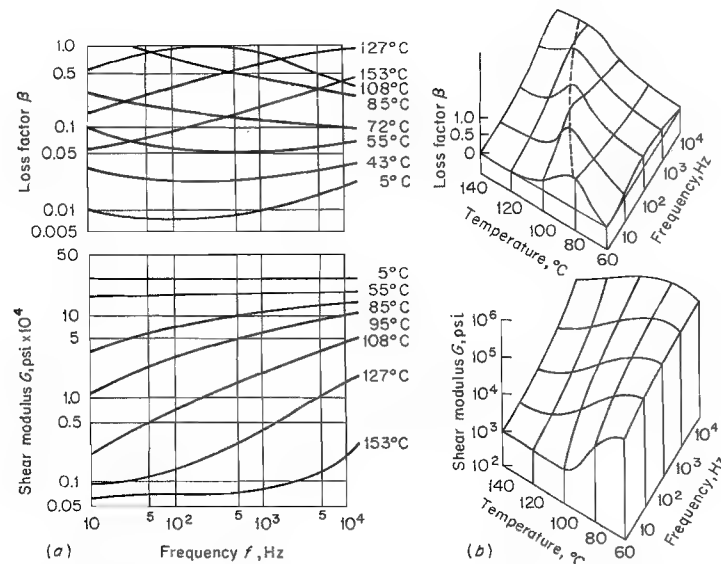 Loss factor β
1.0
0.5
0.1
0.05
0.01
0.005
127°C
153°C
108°C
85°C
72°C
55°C
43°C
5°C
Shear modulus G, psi x 10⁴
50
10
5
1.0
0.5
0.1
0.05
5°C
55°C
85°C
95°C
108°C
127°C
153°C
10 5 10² 5 10³ 5 10⁴
(a) Frequency f, Hz
Loss factor β
1.0
0.5
0
140 120 100 80 60
Temperature, °C
10 10² 10³ 10⁴
Frequency, Hz
Shear modulus G, psi
10⁶
10⁵
10⁴
10³
10²
140 120 100 80 60
Temperature, °C
10 10² 10³ 10⁴
Frequency, Hz
(b)